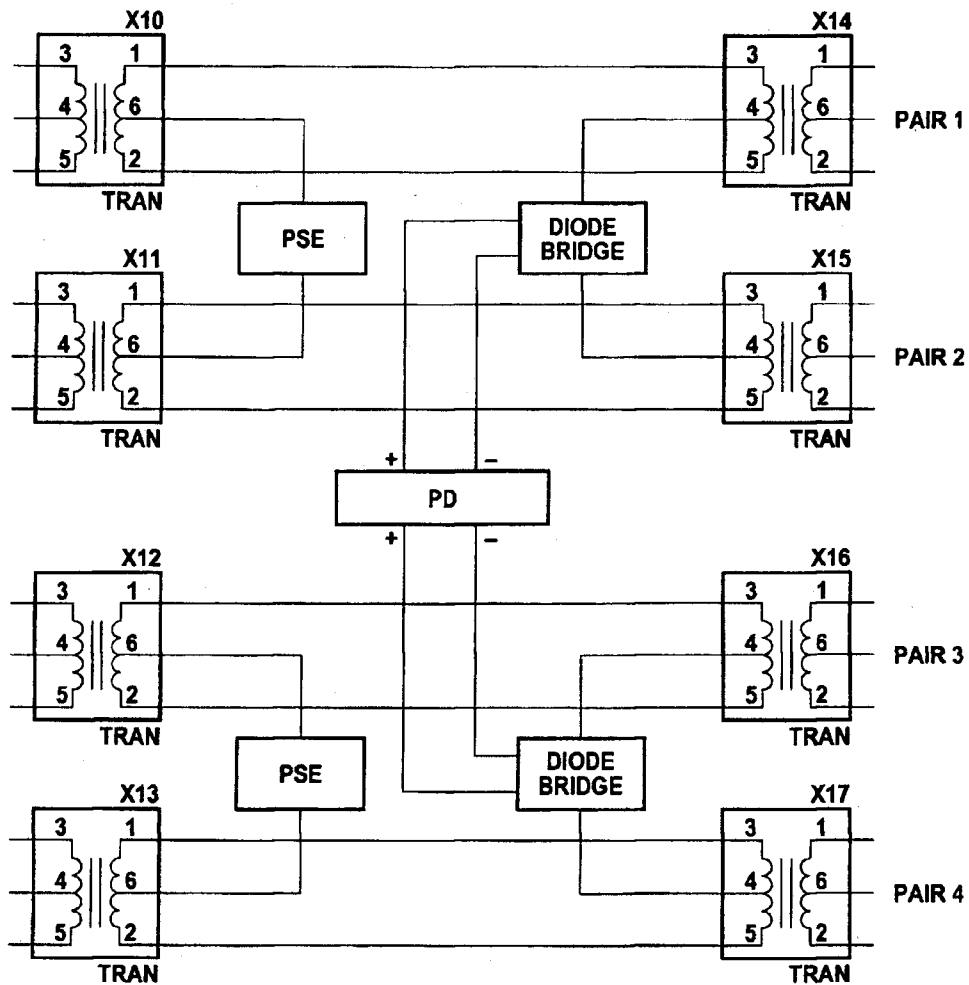 X10
X14
3 1
3 1
4 6
4 6
PAIR 1
5 2
5 2
TRAN
TRAN
PSE
DIODE
BRIDGE
X11
X15
3 1
3 1
4 6
4 6
PAIR 2
5 2
5 2
TRAN
TRAN
+ −
PD
+ −
X12
X16
3 1
3 1
4 6
4 6
PAIR 3
5 2
5 2
TRAN
TRAN
PSE
DIODE
BRIDGE
X13
X17
3 1
3 1
4 6
4 6
PAIR 4
5 2
5 2
TRAN
TRAN